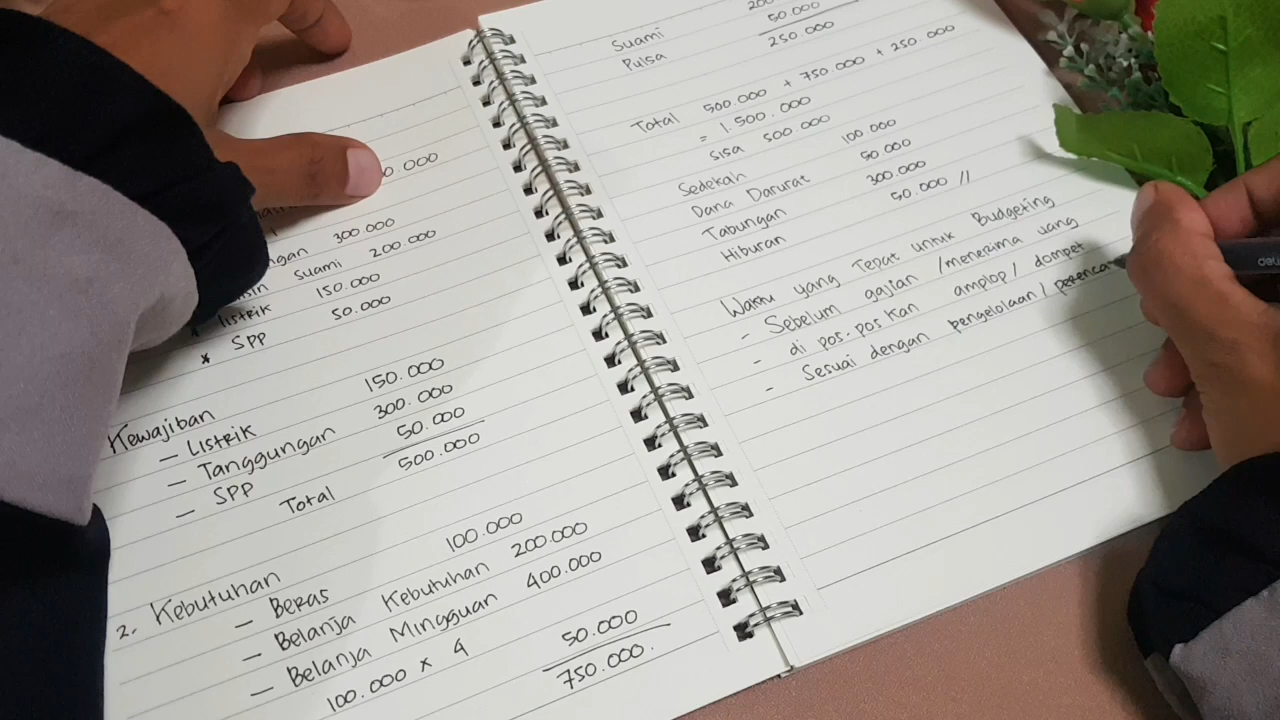 300.000
suami 200.000
* Listrik 150.000
* SPP 50.000
Kewajiban
- Listrik 150.000
- Tanggungan 300.000
- SPP 50.000
Total 500.000
2. Kebutuhan
- Beras 100.000
- Belanja Kebutuhan 200.000
- Belanja Mingguan 400.000
100.000 x 4
50.000
750.000.
Suami
Pulsa 50.000
250.000
Total 500.000 + 750.000 + 250.000
= 1.500.000
sisa 500.000
Sedekah 100.000
Dana Darurat 50.000
Tabungan 300.000
Hiburan 50.000 //
Waktu yang Tepat untuk Budgeting
- Sebelum gajian /menerima uang
- di pos-poskan amplop/ dompet
- Sesuai dengan pengelolaan/ perenca